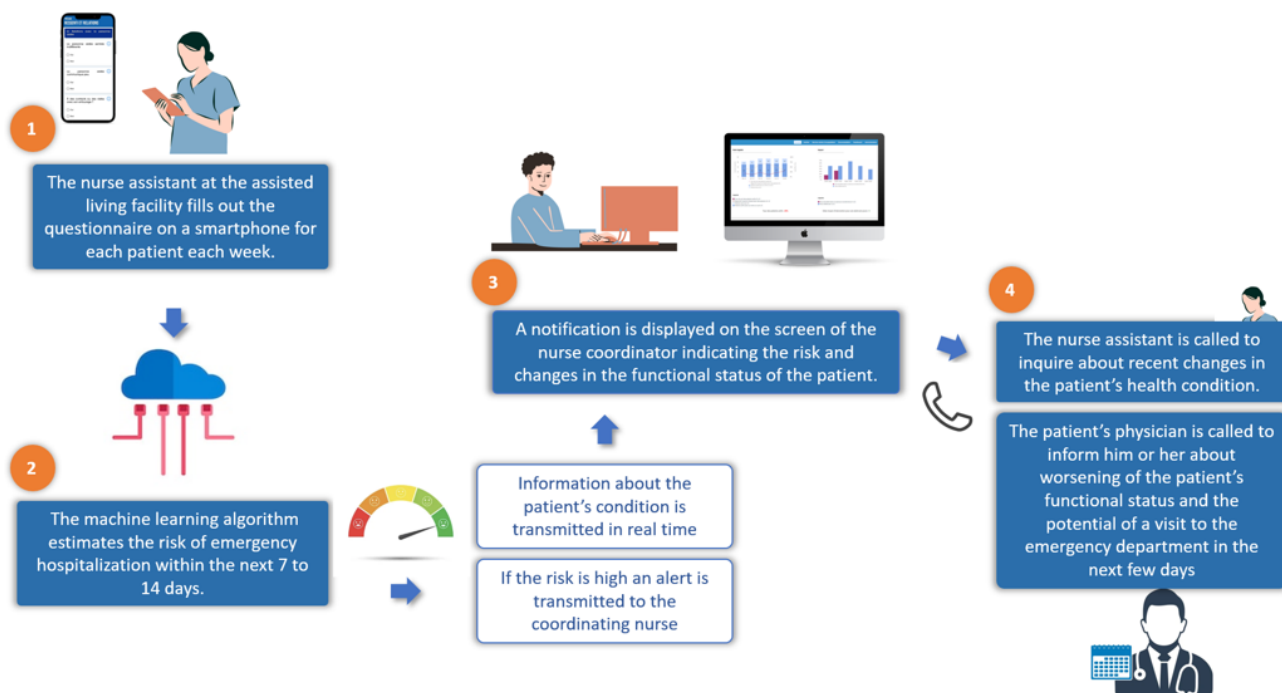 1
The nurse assistant at the assisted
living facility fills out the
questionnaire on a smartphone for
each patient each week.
2
The machine learning algorithm
estimates the risk of emergency
hospitalization within the next 7 to
14 days.
Information about the
patient's condition is
transmitted in real time
If the risk is high an alert is
transmitted to the
coordinating nurse
3
A notification is displayed on the screen of the
nurse coordinator indicating the risk and
changes in the functional status of the patient.
4
The nurse assistant is called to
inquire about recent changes in
the patient's health condition.
The patient's physician is called to
inform him or her about
worsening of the patient's
functional status and the
potential of a visit to the
emergency department in the
next few days